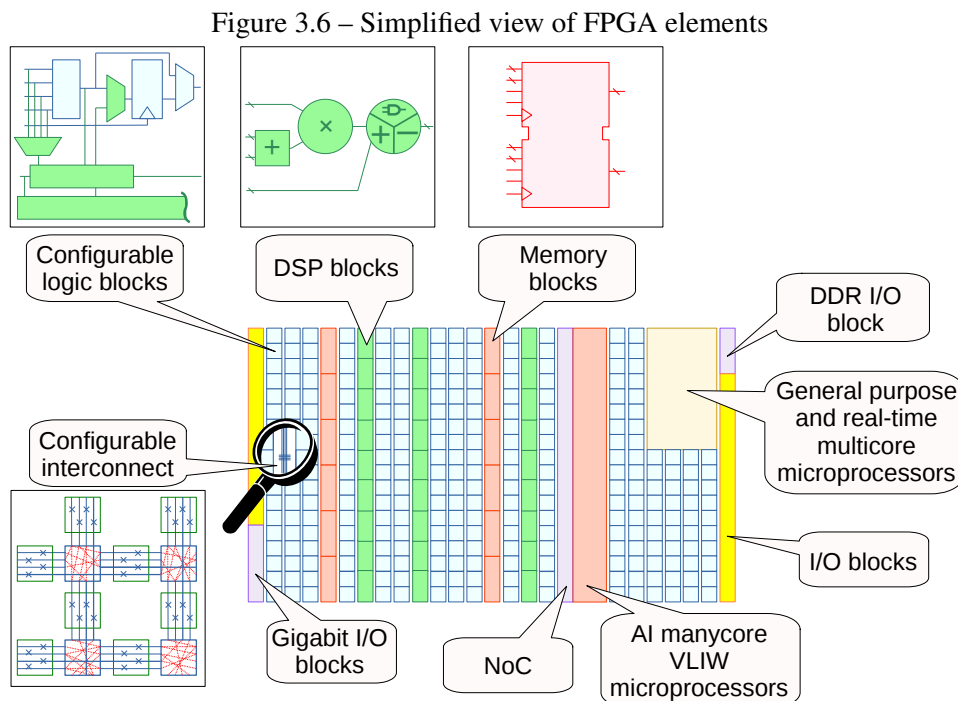 Figure 3.6 – Simplified view of FPGA elements
Configurable
logic blocks
DSP blocks
Memory
blocks
DDR I/O
block
General purpose
and real-time
multicore
microprocessors
Configurable
interconnect
I/O blocks
Gigabit I/O
blocks
NoC
AI manycore
VLIW
microprocessors